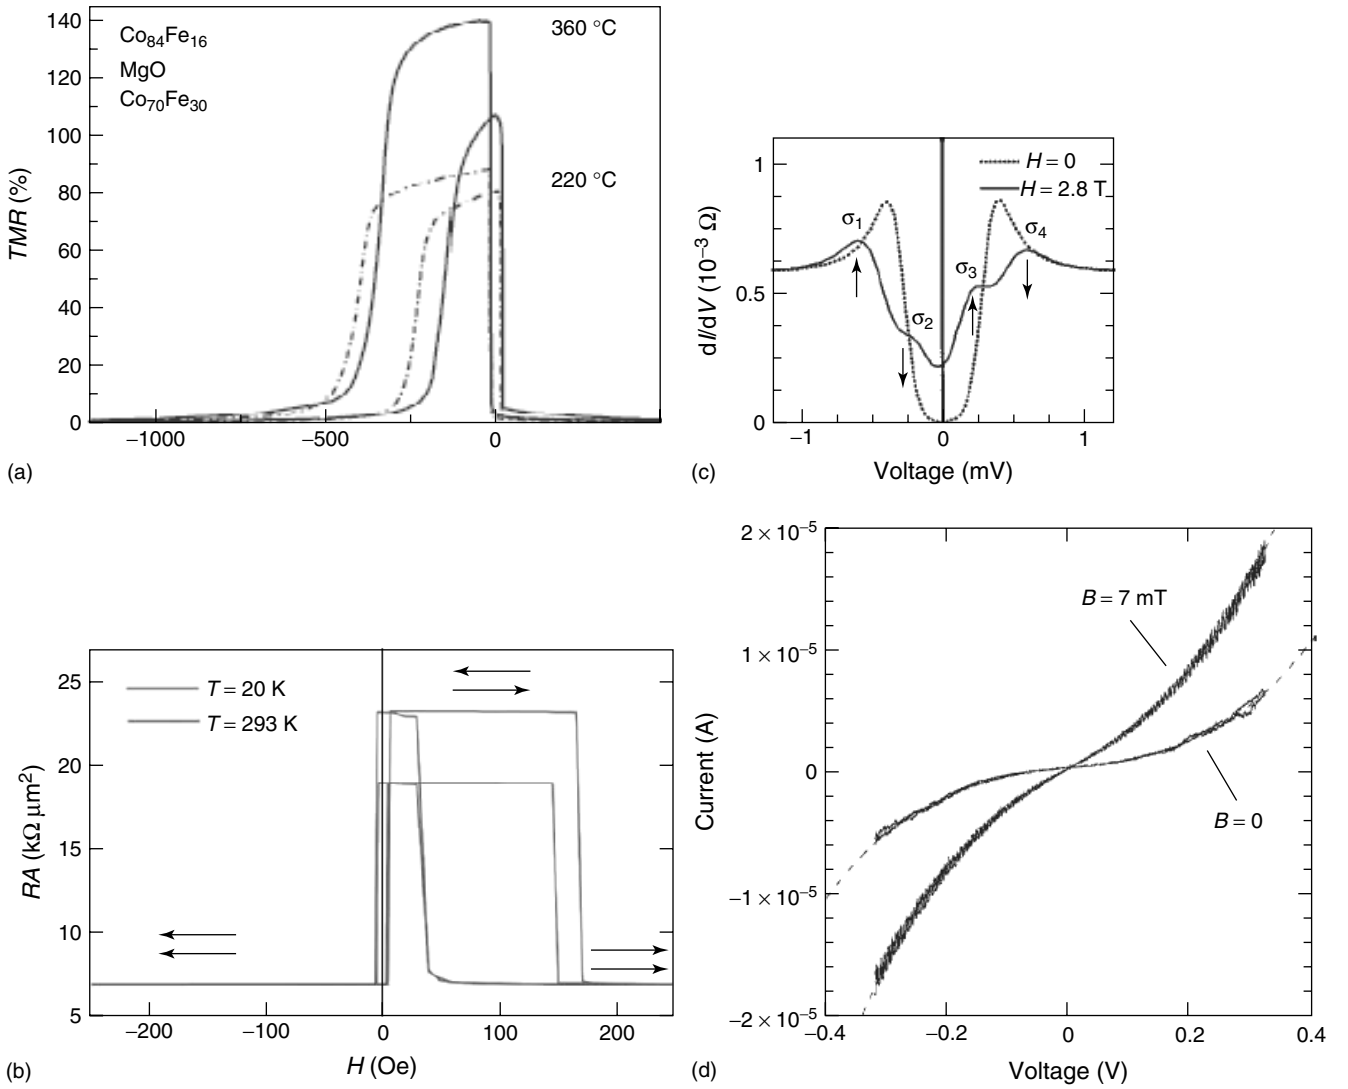 140
120
100
80
60
40
20
0
TMR (%)
Co84Fe16
MgO
Co70Fe30
360 °C
220 °C
−1000
−500
0
(a)
1
0.5
0
dI/dV (10−3 Ω)
H = 0
H = 2.8 T
σ1
σ2
σ3
σ4
−1
0
1
Voltage (mV)
(c)
25
20
15
10
5
RA (kΩ μm2)
T = 20 K
T = 293 K
−200
−100
0
100
200
H (Oe)
(b)
2 × 10−5
1 × 10−5
0
−1 × 10−5
−2 × 10−5
Current (A)
B = 7 mT
B = 0
−0.4
−0.2
0
0.2
0.4
Voltage (V)
(d)